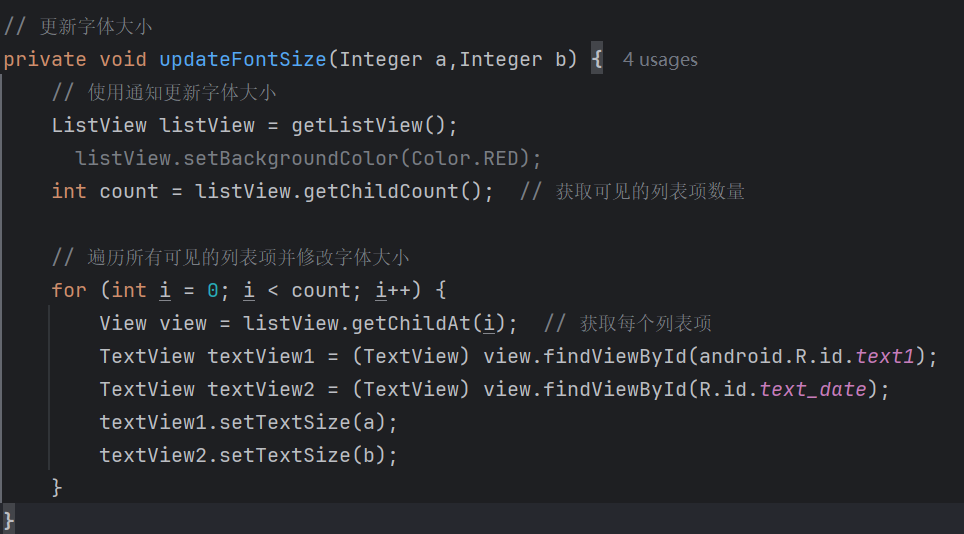 // 更新字体大小
private void updateFontSize(Integer a,Integer b) { 4 usages
// 使用通知更新字体大小
ListView listView = getListView();
listView.setBackgroundColor(Color.RED);
int count = listView.getChildCount(); // 获取可见的列表项数量
// 遍历所有可见的列表项并修改字体大小
for (int i = 0; i < count; i++) {
View view = listView.getChildAt(i); // 获取每个列表项
TextView textView1 = (TextView) view.findViewById(android.R.id.text1);
TextView textView2 = (TextView) view.findViewById(R.id.text_date);
textView1.setTextSize(a);
textView2.setTextSize(b);
}
}